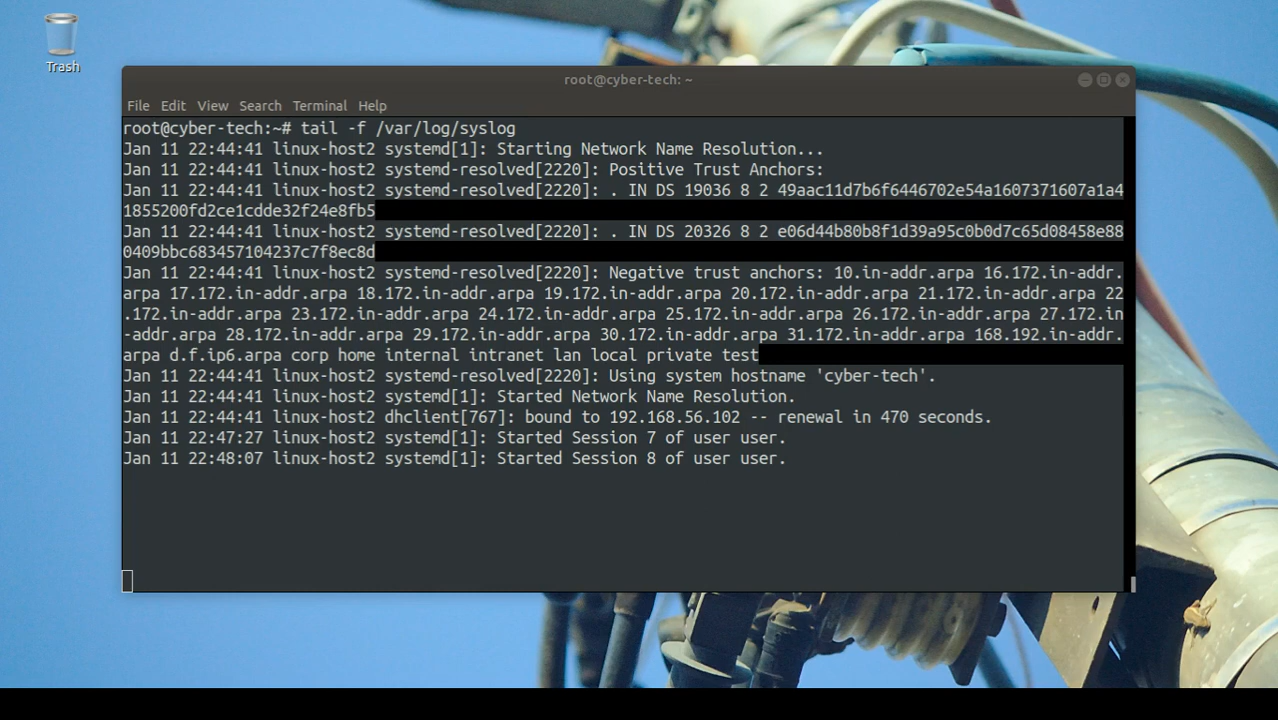 Trash
root@cyber-tech: ~
File Edit View Search Terminal Help
root@cyber-tech:~# tail -f /var/log/syslog
Jan 11 22:44:41 linux-host2 systemd[1]: Starting Network Name Resolution...
Jan 11 22:44:41 linux-host2 systemd-resolved[2220]: Positive Trust Anchors:
Jan 11 22:44:41 linux-host2 systemd-resolved[2220]: . IN DS 19036 8 2 49aac11d7b6f6446702e54a1607371607a1a4
1855200fd2ce1cdde32f24e8fb5
Jan 11 22:44:41 linux-host2 systemd-resolved[2220]: . IN DS 20326 8 2 e06d44b80b8f1d39a95c0b0d7c65d08458e88
0409bbc683457104237c7f8ec8d
Jan 11 22:44:41 linux-host2 systemd-resolved[2220]: Negative trust anchors: 10.in-addr.arpa 16.172.in-addr.
arpa 17.172.in-addr.arpa 18.172.in-addr.arpa 19.172.in-addr.arpa 20.172.in-addr.arpa 21.172.in-addr.arpa 22
.172.in-addr.arpa 23.172.in-addr.arpa 24.172.in-addr.arpa 25.172.in-addr.arpa 26.172.in-addr.arpa 27.172.in
-addr.arpa 28.172.in-addr.arpa 29.172.in-addr.arpa 30.172.in-addr.arpa 31.172.in-addr.arpa 168.192.in-addr.
arpa d.f.ip6.arpa corp home internal intranet lan local private test
Jan 11 22:44:41 linux-host2 systemd-resolved[2220]: Using system hostname 'cyber-tech'.
Jan 11 22:44:41 linux-host2 systemd[1]: Started Network Name Resolution.
Jan 11 22:44:41 linux-host2 dhclient[767]: bound to 192.168.56.102 -- renewal in 470 seconds.
Jan 11 22:47:27 linux-host2 systemd[1]: Started Session 7 of user user.
Jan 11 22:48:07 linux-host2 systemd[1]: Started Session 8 of user user.